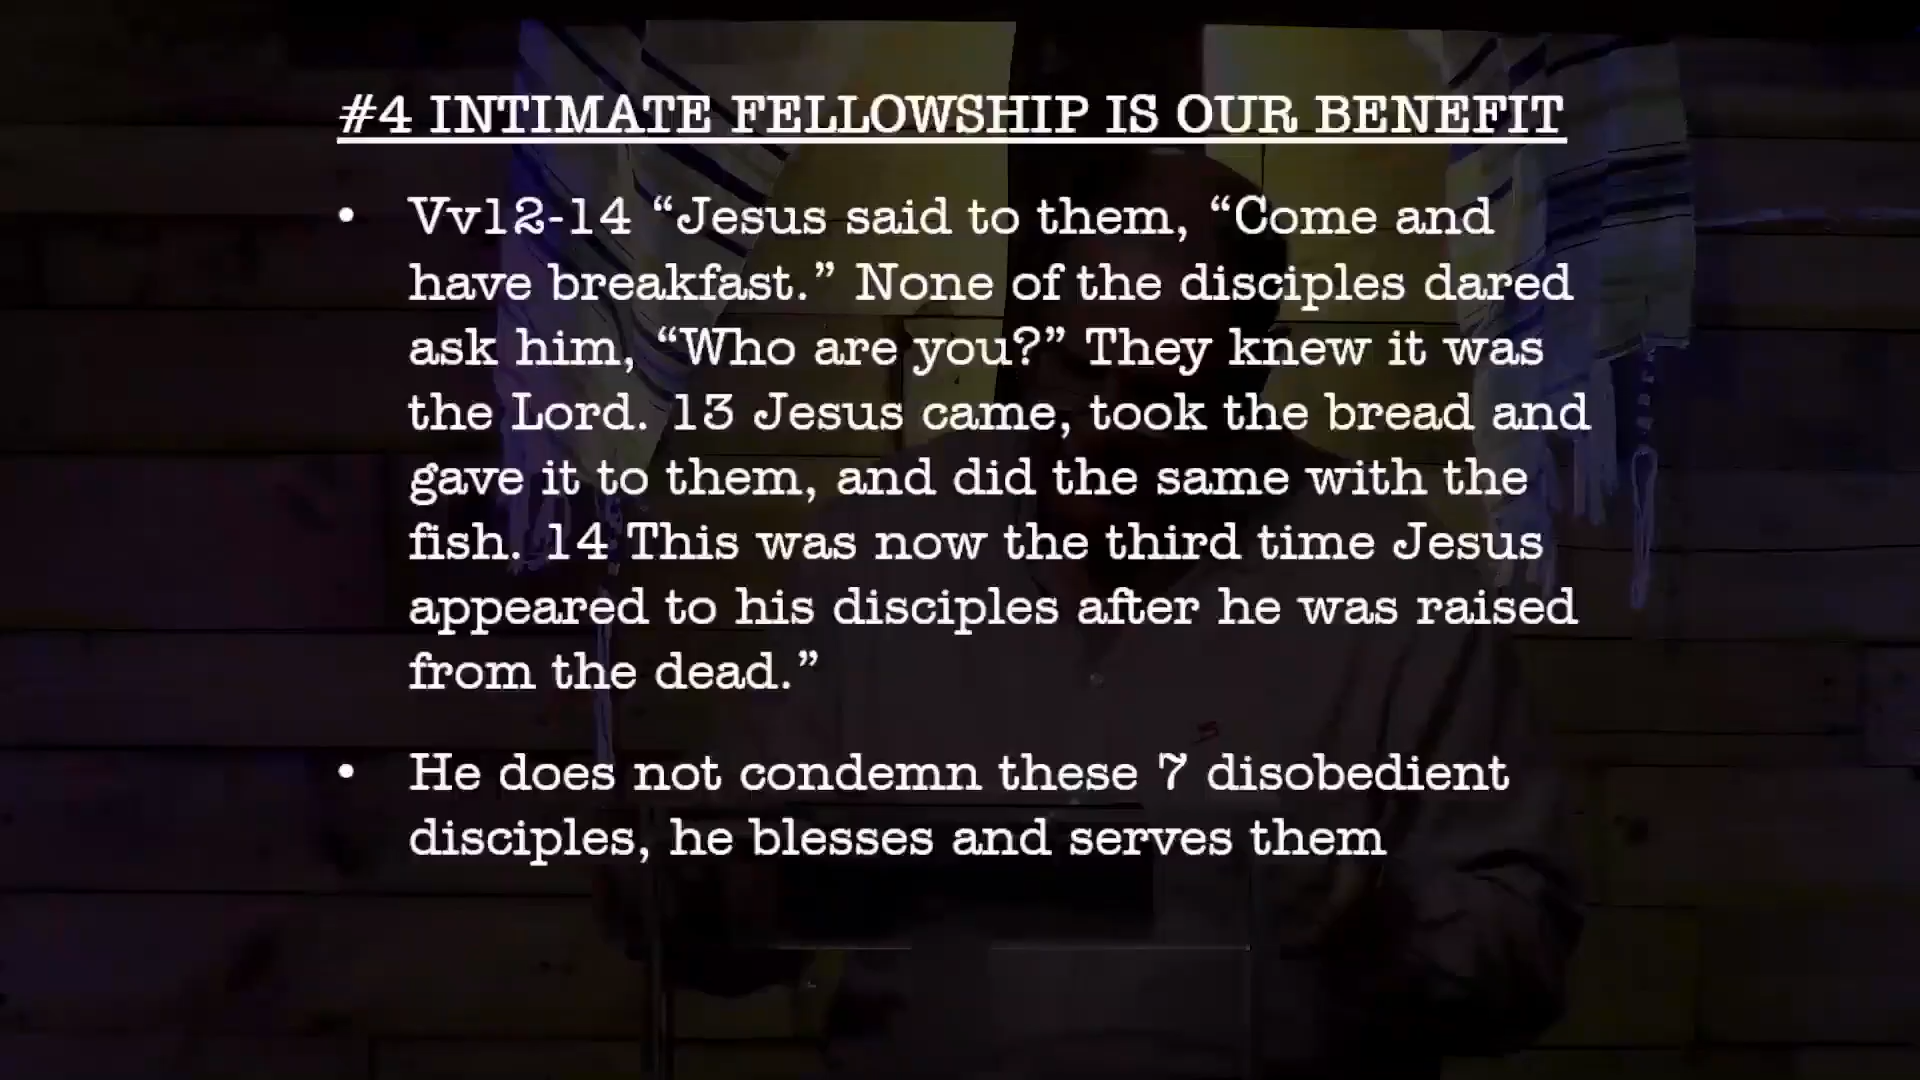 #4 INTIMATE FELLOWSHIP IS OUR BENEFIT
• Vv12-14 “Jesus said to them, “Come and
have breakfast.” None of the disciples dared
ask him, “Who are you?” They knew it was
the Lord. 13 Jesus came, took the bread and
gave it to them, and did the same with the
fish. 14 This was now the third time Jesus
appeared to his disciples after he was raised
from the dead.”
• He does not condemn these 7 disobedient
disciples, he blesses and serves them